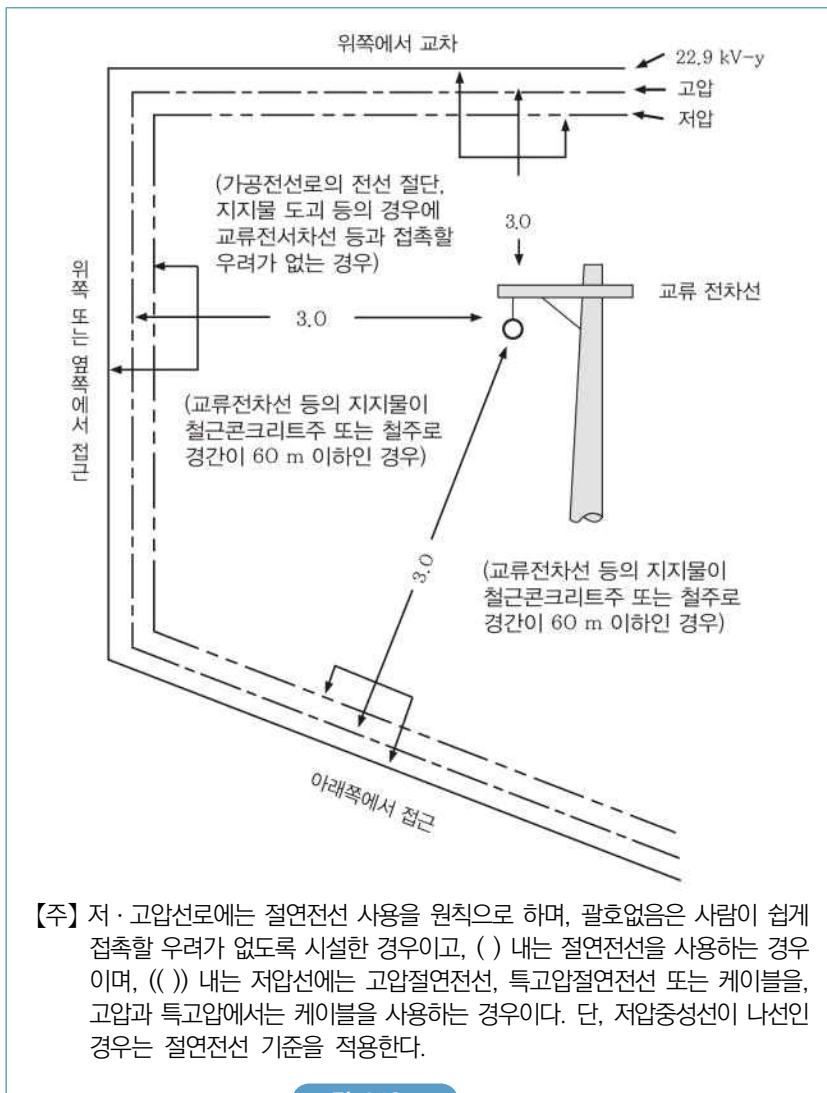 위쪽에서 교차
22.9 kV-y
고압
저압
(가공전선로의 전선 절단,
지지물 도괴 등의 경우에
교류전서차선 등과 접촉할
우려가 없는 경우)
3.0
교류 전차선
위쪽 또는 옆쪽에서 접근
3.0
(교류전차선 등의 지지물이
철근콘크리트주 또는 철주로
경간이 60 m 이하인 경우)
3.0
(교류전차선 등의 지지물이
철근콘크리트주 또는 철주로
경간이 60 m 이하인 경우)
아래쪽에서 접근
【주】 저 · 고압선로에는 절연전선 사용을 원칙으로 하며, 괄호없음은 사람이 쉽게
접촉할 우려가 없도록 시설한 경우이고, ( ) 내는 절연전선을 사용하는 경우
이며, (( )) 내는 저압선에는 고압절연전선, 특고압절연전선 또는 케이블을,
고압과 특고압에서는 케이블을 사용하는 경우이다. 단, 저압중성선이 나선인
경우는 절연전선 기준을 적용한다.